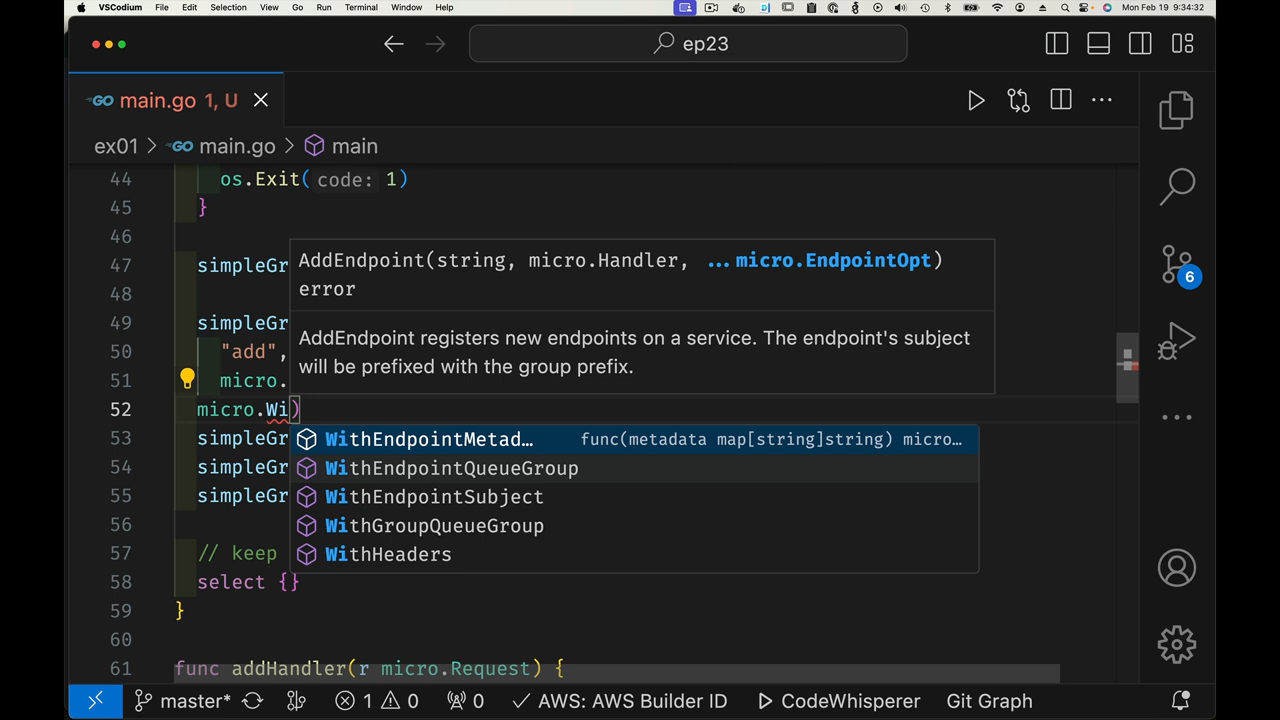 VSCodium File Edit Selection View Go Run Terminal Window Help Mon Feb 19 9:34:32
ep23
GO main.go 1, U
ex01 > GO main.go > main
44 os.Exit(code: 1)
45 }
46
47 simpleGr
48
49 simpleGr
50 "add",
51 micro.
52 micro.Wi)
53 simpleGr
54 simpleGr
55 simpleGr
56
57 // keep
58 select {}
59 }
60
61 func addHandler(r micro.Request) {
AddEndpoint(string, micro.Handler, ...micro.EndpointOpt)
error
AddEndpoint registers new endpoints on a service. The endpoint's subject
will be prefixed with the group prefix.
WithEndpointMetad… func(metadata map[string]string) micro…
WithEndpointQueueGroup
WithEndpointSubject
WithGroupQueueGroup
WithHeaders
6
master* 1 0 0 AWS: AWS Builder ID CodeWhisperer Git Graph